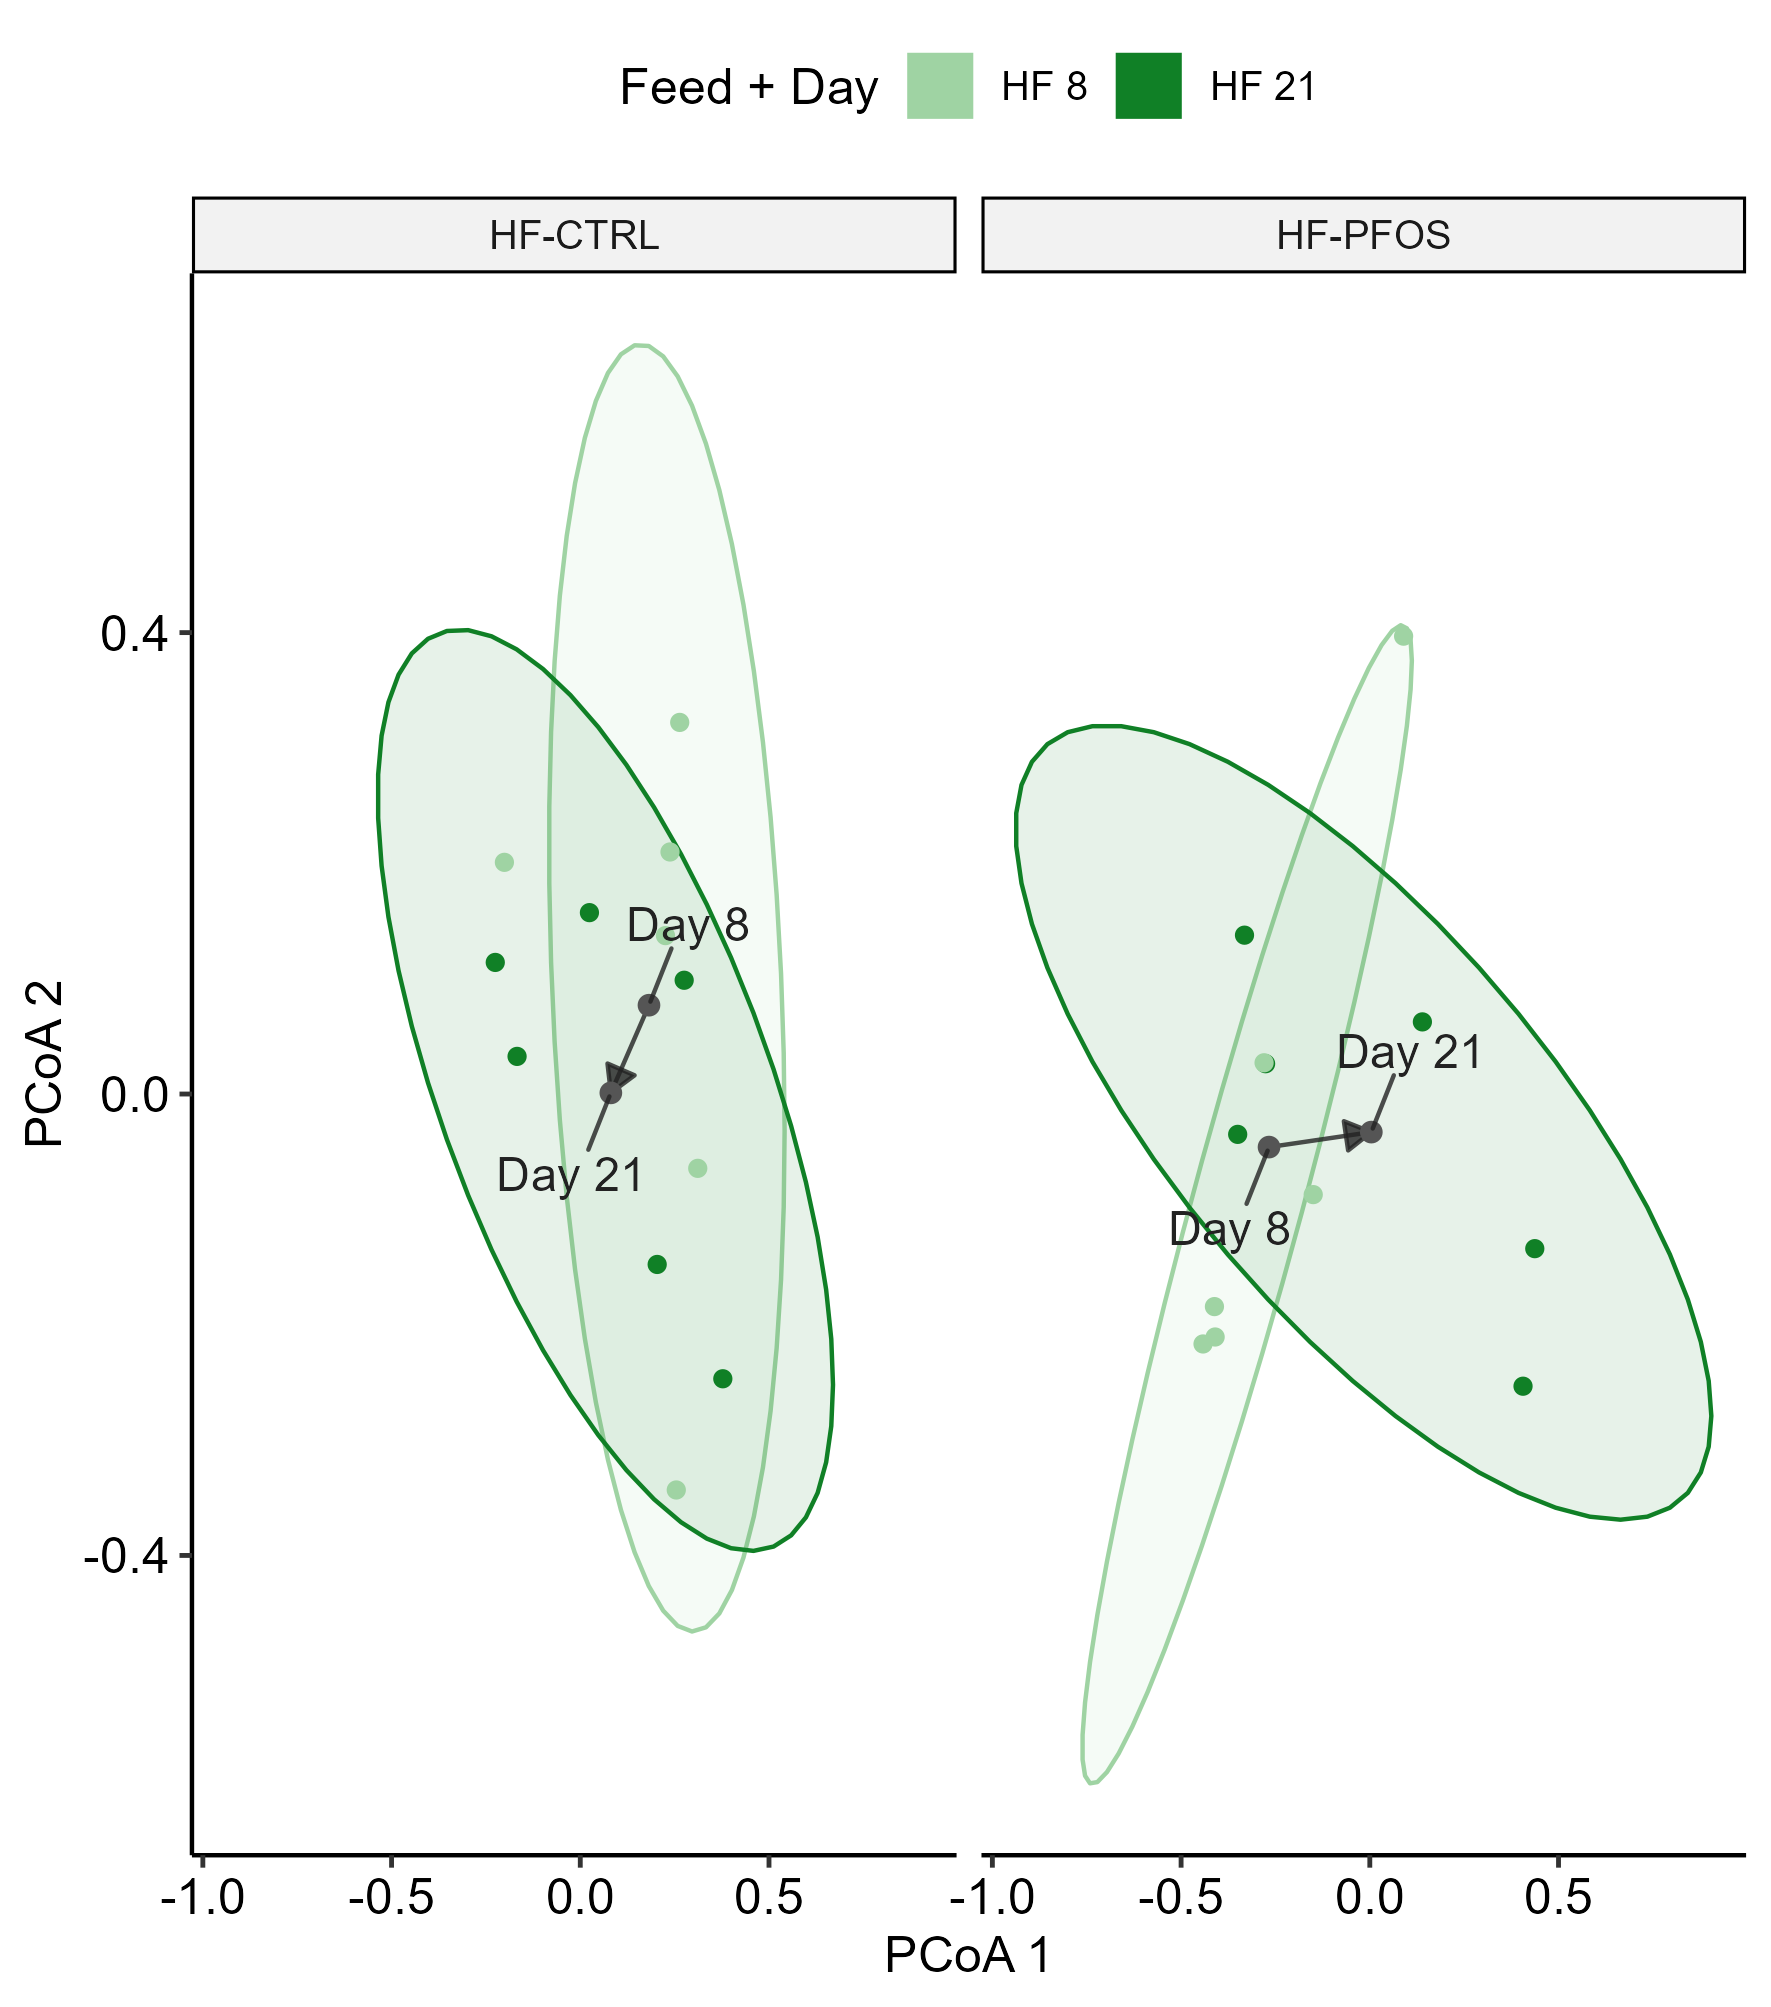 Feed + Day HF 8 HF 21
HF-CTRL HF-PFOS
0.4
Day 8
Day 21
PCoA 2
0.0
Day 21
Day 8
-0.4
-1.0 -0.5 0.0 0.5 -1.0 -0.5 0.0 0.5
PCoA 1